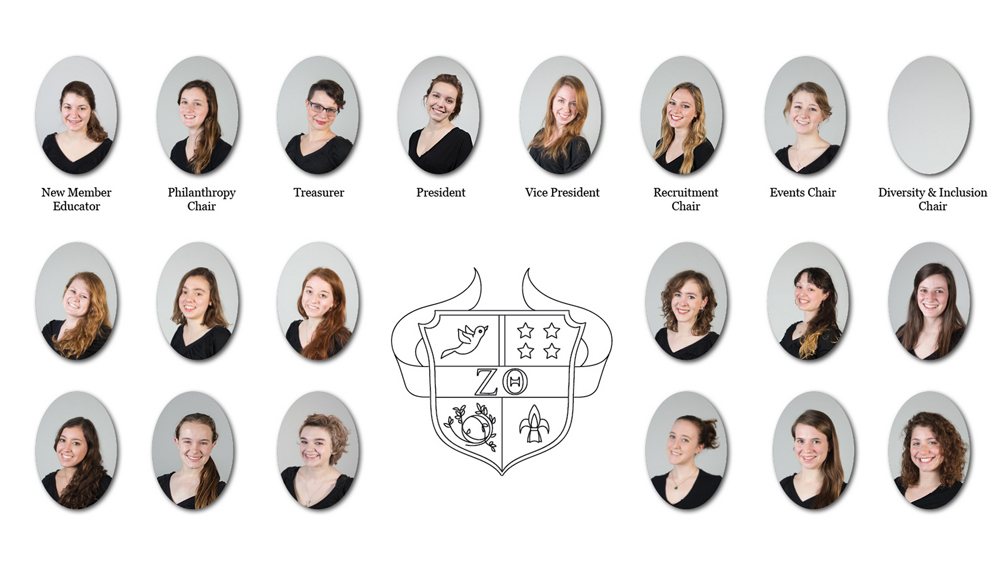 New Member
Educator
Philanthropy
Chair
Treasurer
President
Vice President
Recruitment
Chair
Events Chair
Diversity & Inclusion
Chair
ΖΘ